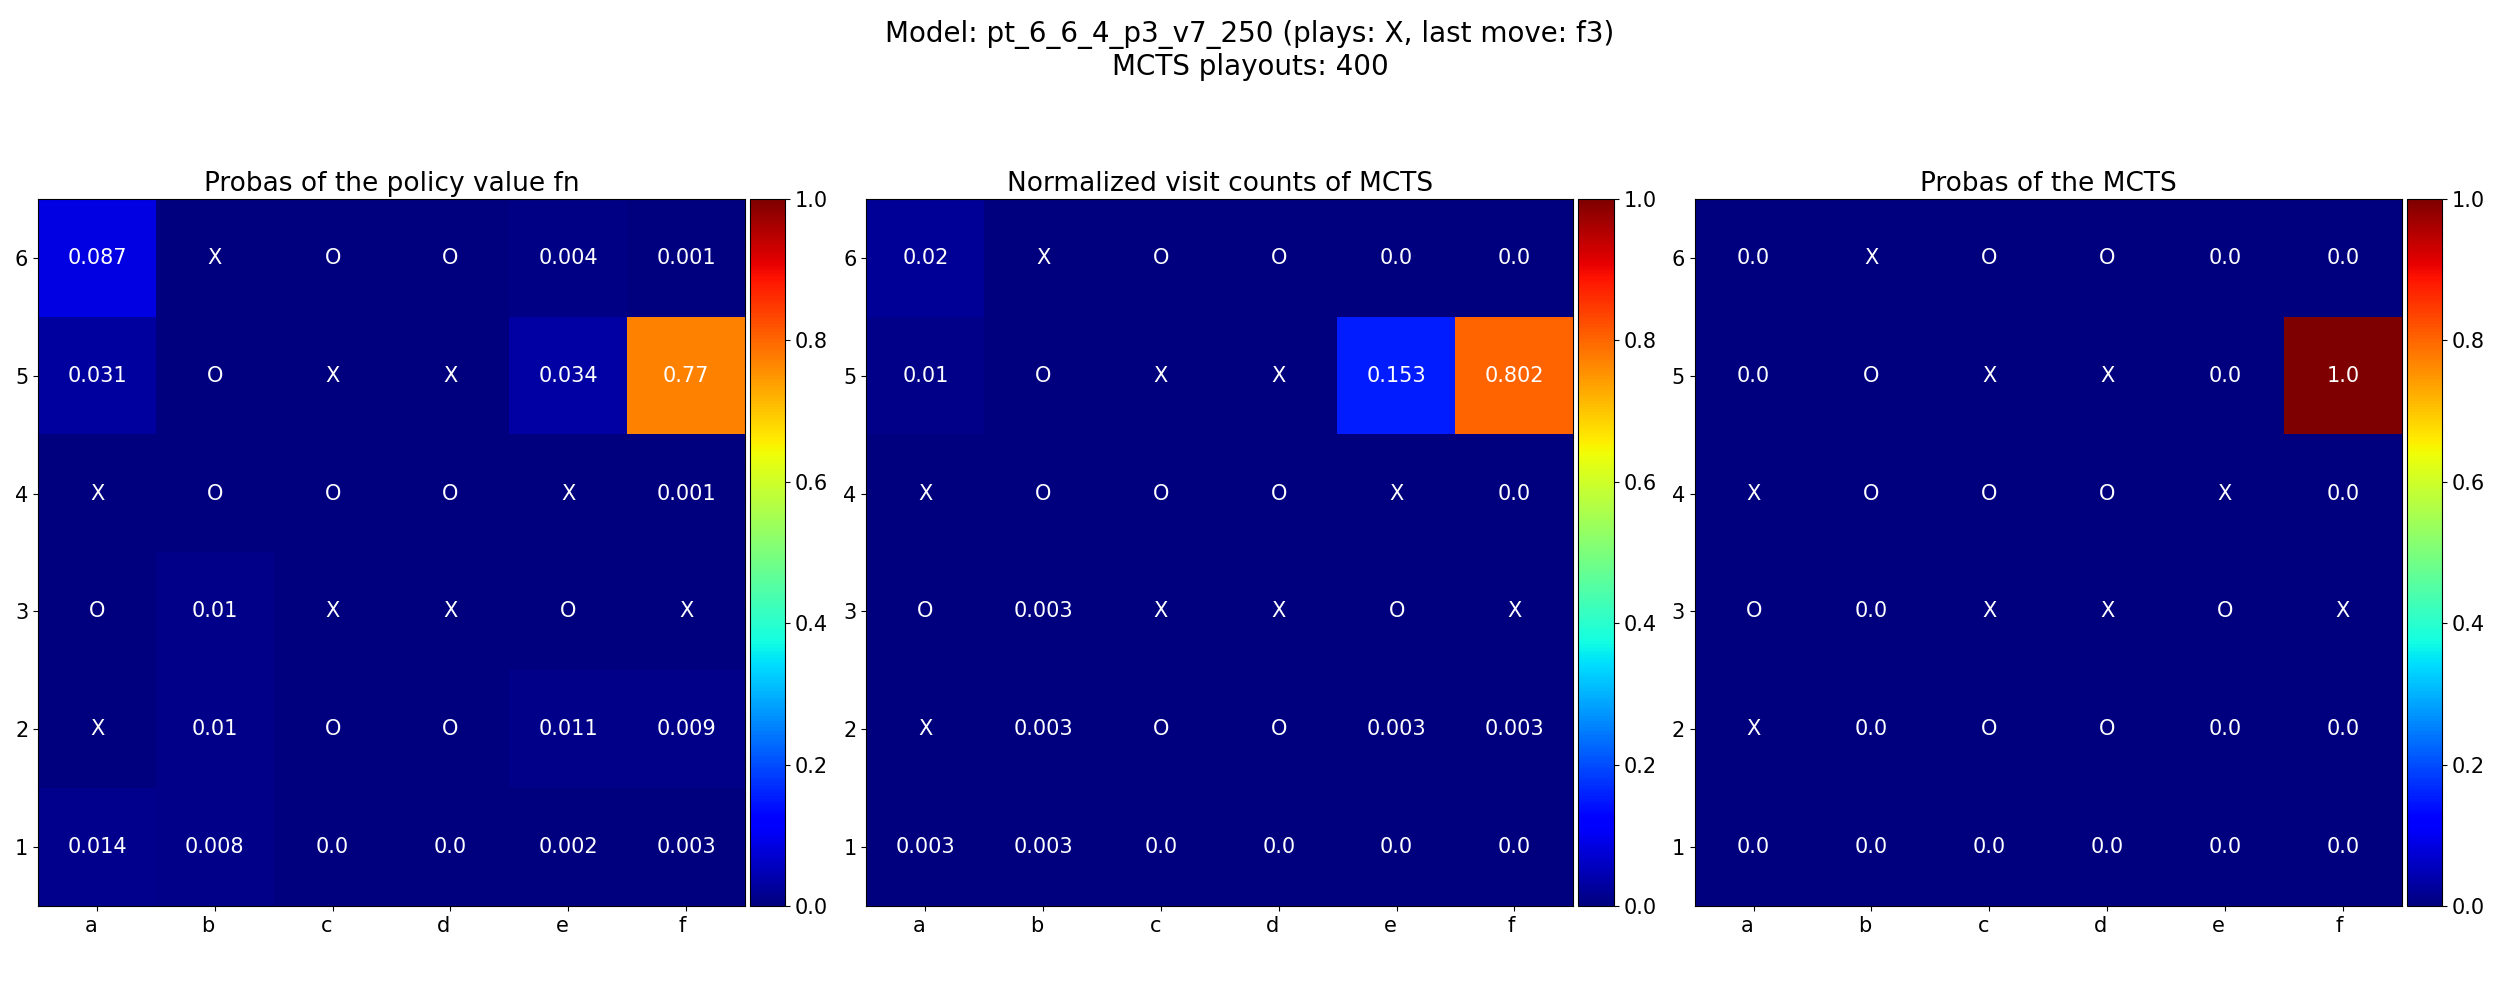 Model: pt_6_6_4_p3_v7_250 (plays: X, last move: f3)
MCTS playouts: 400
Probas of the policy value fn
6 0.087 X O O 0.004 0.001
5 0.031 O X X 0.034 0.77
4 X O O O X 0.001
3 O 0.01 X X O X
2 X 0.01 O O 0.011 0.009
1 0.014 0.008 0.0 0.0 0.002 0.003
a b c d e f
1.0
0.8
0.6
0.4
0.2
0.0
Normalized visit counts of MCTS
6 0.02 X O O 0.0 0.0
5 0.01 O X X 0.153 0.802
4 X O O O X 0.0
3 O 0.003 X X O X
2 X 0.003 O O 0.003 0.003
1 0.003 0.003 0.0 0.0 0.0 0.0
a b c d e f
1.0
0.8
0.6
0.4
0.2
0.0
Probas of the MCTS
6 0.0 X O O 0.0 0.0
5 0.0 O X X 0.0 1.0
4 X O O O X 0.0
3 O 0.0 X X O X
2 X 0.0 O O 0.0 0.0
1 0.0 0.0 0.0 0.0 0.0 0.0
a b c d e f
1.0
0.8
0.6
0.4
0.2
0.0